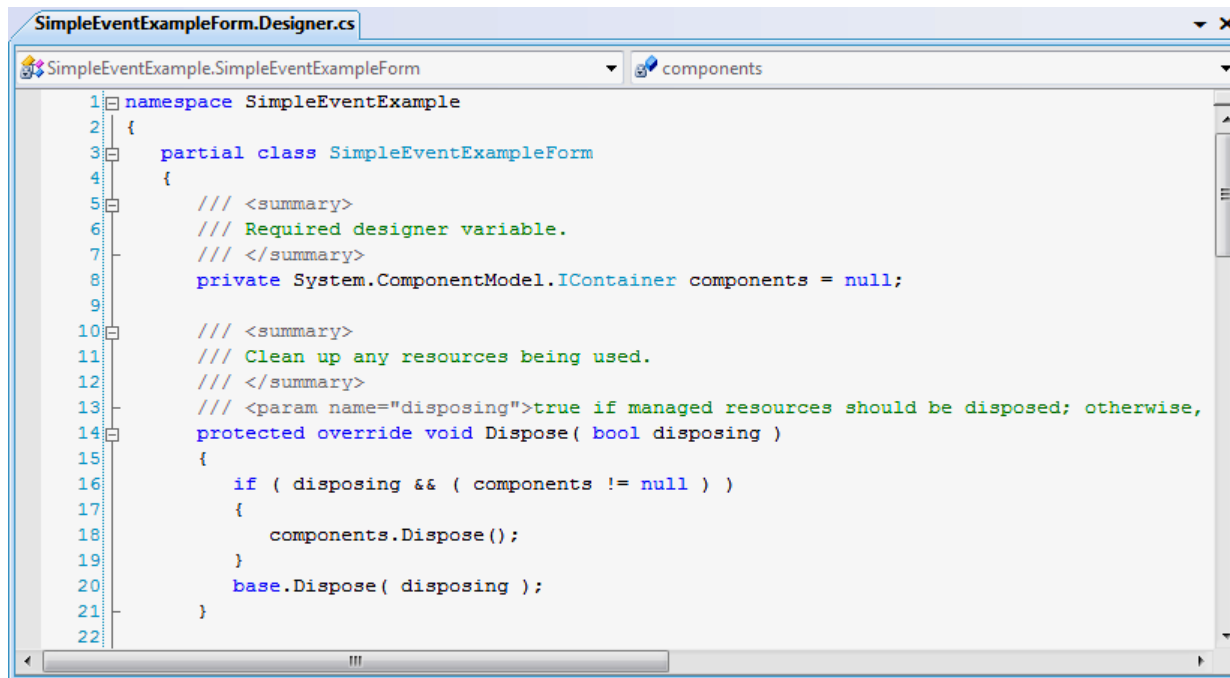 SimpleEventExampleForm.Designer.cs
SimpleEventExample.SimpleEventExampleForm components
1 namespace SimpleEventExample
2 {
3 partial class SimpleEventExampleForm
4 {
5 /// <summary>
6 /// Required designer variable.
7 /// </summary>
8 private System.ComponentModel.IContainer components = null;
9
10 /// <summary>
11 /// Clean up any resources being used.
12 /// </summary>
13 /// <param name="disposing">true if managed resources should be disposed; otherwise,
14 protected override void Dispose( bool disposing )
15 {
16 if ( disposing && ( components != null ) )
17 {
18 components.Dispose();
19 }
20 base.Dispose( disposing );
21 }
22